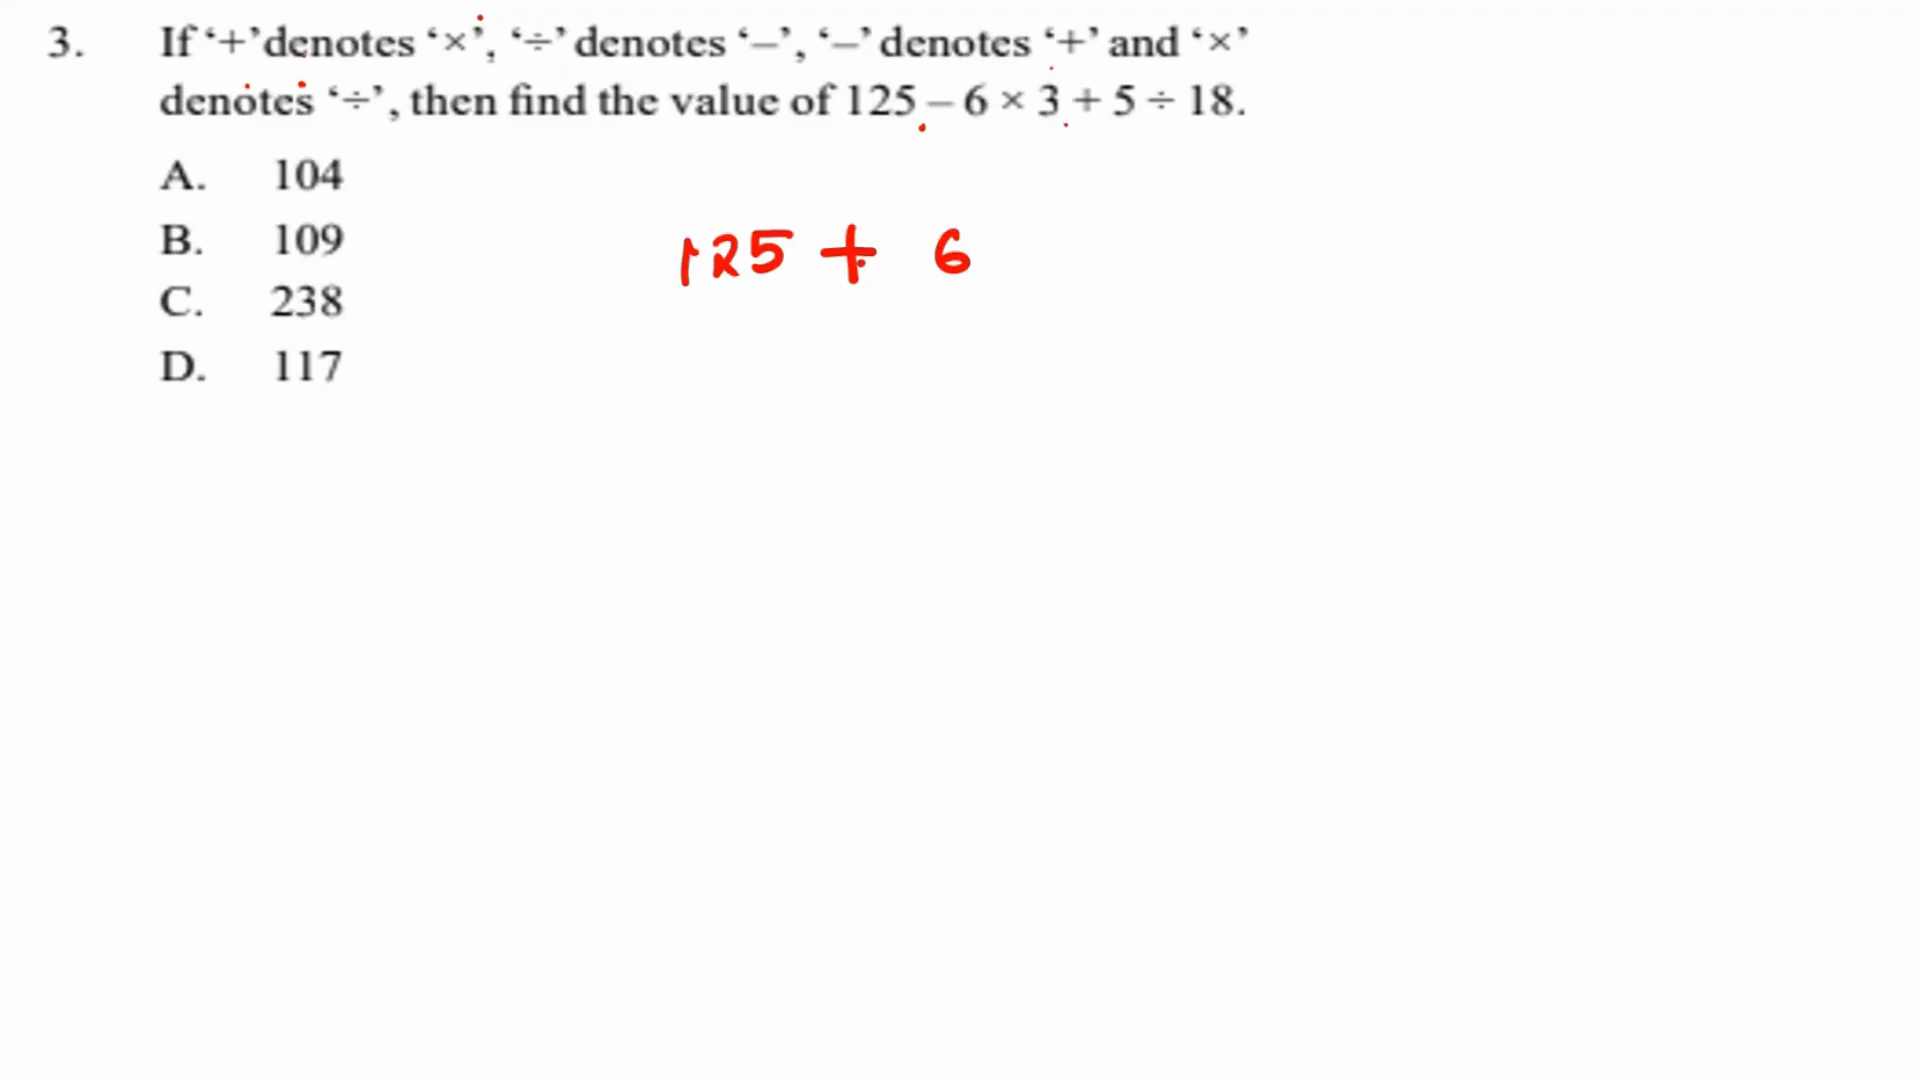 3. If ‘+’denotes ‘×’, ‘÷’ denotes ‘–’, ‘–’ denotes ‘+’ and ‘×’
denotes ‘÷’, then find the value of 125 – 6 × 3 + 5 ÷ 18.
A. 104
B. 109
125 + 6
C. 238
D. 117